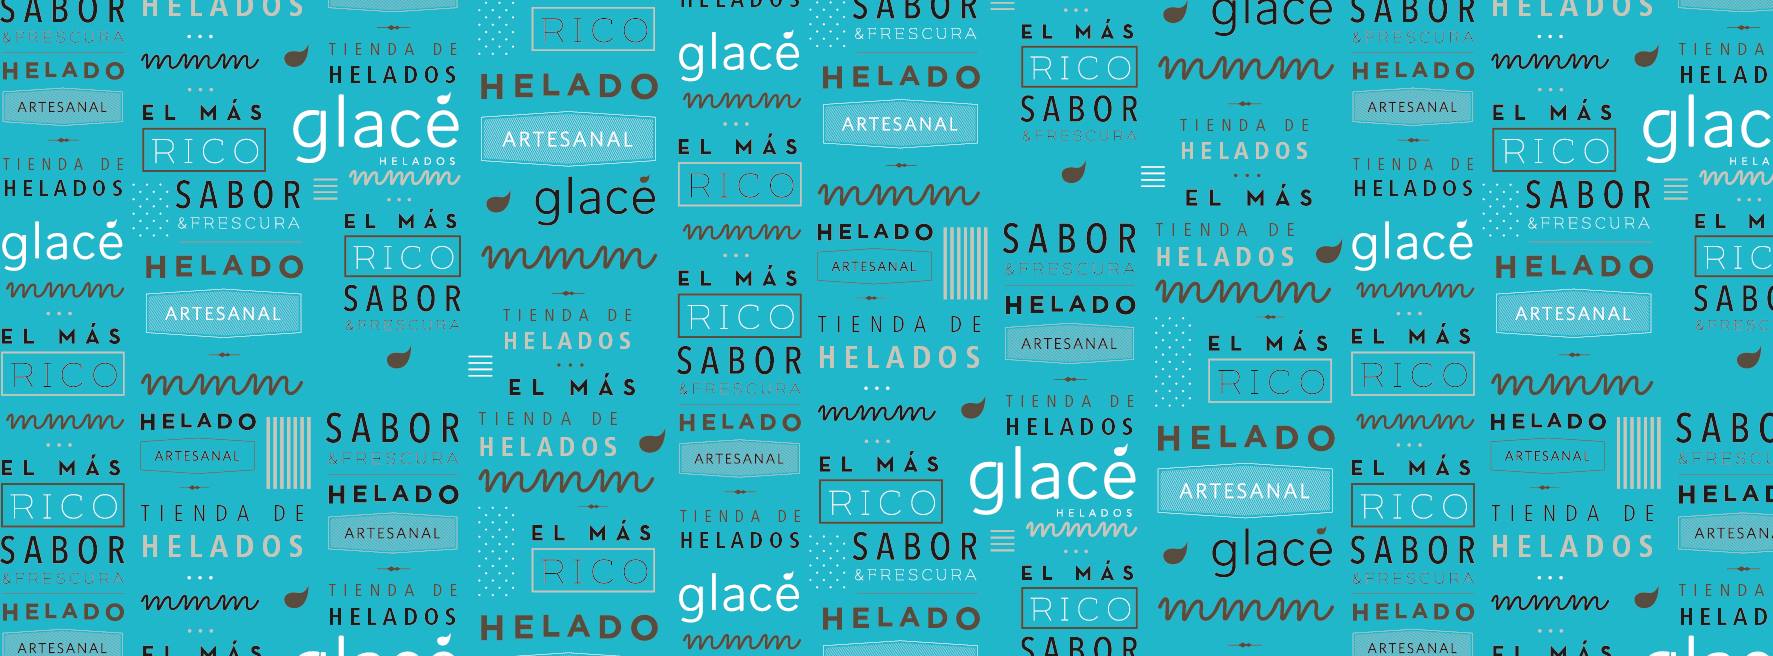 SABOR
&FRESCURA
HELADO
ARTESANAL
TIENDA DE
HELADOS
glacé
mmm
EL MÁS
RICO
mmm
EL MÁS
RICO
SABOR
&FRESCURA
HELADO
ARTESANAL
HELADOS
mmm
EL MÁS
RICO
SABOR
&FRESCURA
HELADO
ARTESANAL
mmm
HELADO
ARTESANAL
TIENDA DE
HELADOS
mmm
EL MÁS
TIENDA DE
HELADOS
glacé
HELADOS
mmm
EL MÁS
RICO
SABOR
&FRESCURA
SABOR
&FRESCURA
HELADO
ARTESANAL
TIENDA DE
HELADOS
glacé
RICO
HELADO
ARTESANAL
glacé
mmm
TIENDA DE
HELADOS
EL MÁS
TIENDA DE
HELADOS
mmm
EL MÁS
RICO
HELADO
HELADOS
glacé
mmm
EL MÁS
RICO
mmm
EL MÁS
RICO
SABOR
&FRESCURA
HELADO
ARTESANAL
TIENDA DE
HELADOS
glacé
mmm
SABOR
&FRESCURA
HELADO
ARTESANAL
mmm
HELADO
ARTESANAL
TIENDA DE
HELADOS
mmm
EL MÁS
RICO
SABOR
&FRESCURA
HELADO
EL MÁS
RICO
SABOR
&FRESCURA
SABOR
&FRESCURA
HELADO
ARTESANAL
TIENDA DE
HELADOS
glacé
HELADOS
mmm
EL MÁS
RICO
SABOR
glacé
mmm
TIENDA DE
HELADOS
EL MÁS
TIENDA DE
HELADOS
mmm
EL MÁS
RICO
HELADO
ARTESANAL
glacé
mmm
SABOR
&FRESCURA
HELADO
ARTESANAL
TIENDA DE
HELADOS
glacé
mmm
EL MÁS
RICO
mmm
EL MÁS
RICO
SABOR
&FRESCURA
HELADO
ARTESANAL
HELADOS
mmm
EL MÁS
RICO
SABOR
&FRESCURA
HELADO
ARTESANAL
mmm
HELADO
ARTESANAL
TIENDA DE
HELADOS
mmm
EL MÁS
TIENDA
HELAD
glac
HELA
mmm
EL M
RIC
SABO
SABO
&FRESCU
HELAD
ARTESANA
TIENDA
HELAD